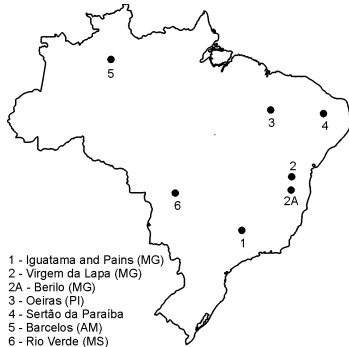 5
3
4
2
2A
6
1
1 - Iguatama and Pains (MG)
2 - Virgem da Lapa (MG)
2A - Berilo (MG)
3 - Oeiras (PI)
4 - Sertão da Paraíba
5 - Barcelos (AM)
6 - Rio Verde (MS)